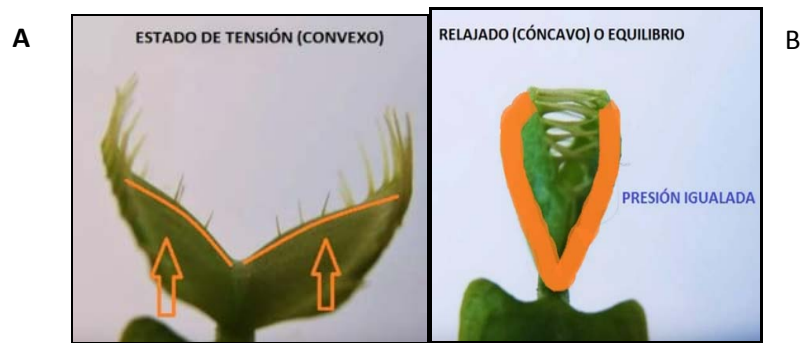 A
ESTADO DE TENSIÓN (CONVEXO)
RELAJADO (CÓNCAVO) O EQUILIBRIO
B
PRESIÓN IGUALADA